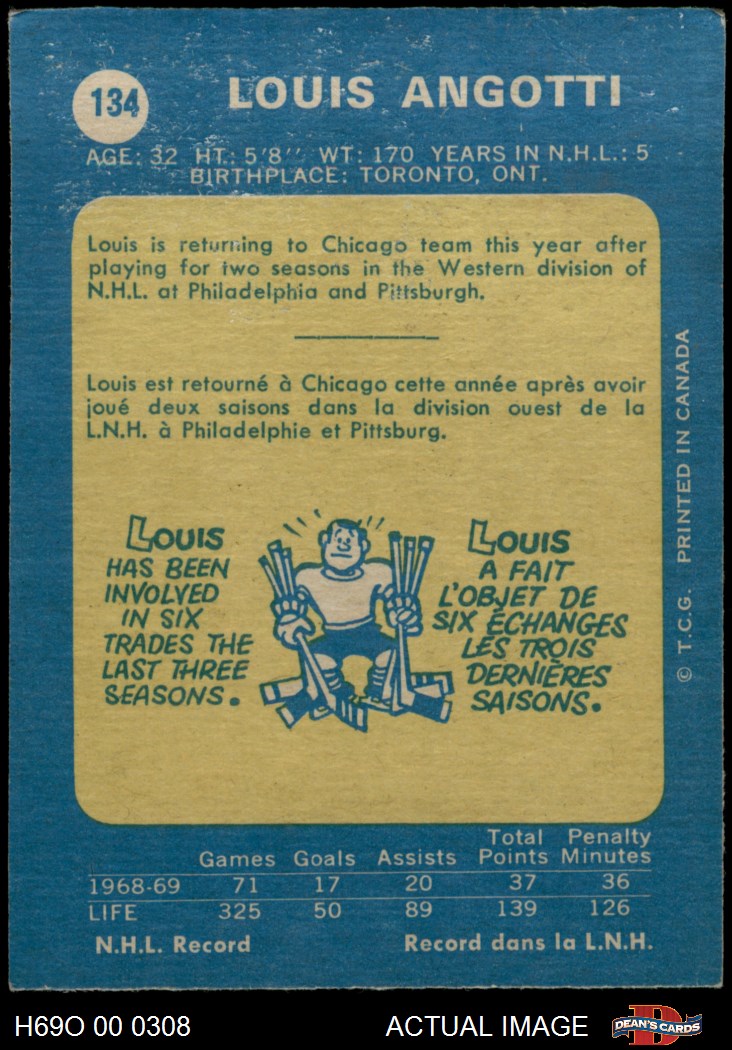 134
LOUIS ANGOTTI
AGE: 32 HT.: 5'8'' WT: 170 YEARS IN N.H.L.: 5
BIRTHPLACE: TORONTO, ONT.
Louis is returning to Chicago team this year after
playing for two seasons in the Western division of
N.H.L. at Philadelphia and Pittsburgh.
Louis est retourné à Chicago cette année après avoir
joué deux saisons dans la division ouest de la
L.N.H. à Philadelphie et Pittsburg.
LOUIS
HAS BEEN
INVOLVED
IN SIX
TRADES THE
LAST THREE
SEASONS.
LOUIS
A FAIT
L'OBJET DE
SIX ÉCHANGES
LES TROIS
DERNIÈRES
SAISONS.
© T.C.G. PRINTED IN CANADA
Games Goals Assists Total Points Penalty Minutes
1968-69 71 17 20 37 36
LIFE 325 50 89 139 126
N.H.L. Record Record dans la L.N.H.
H69O 00 0308 ACTUAL IMAGE D DEAN'S CARDS